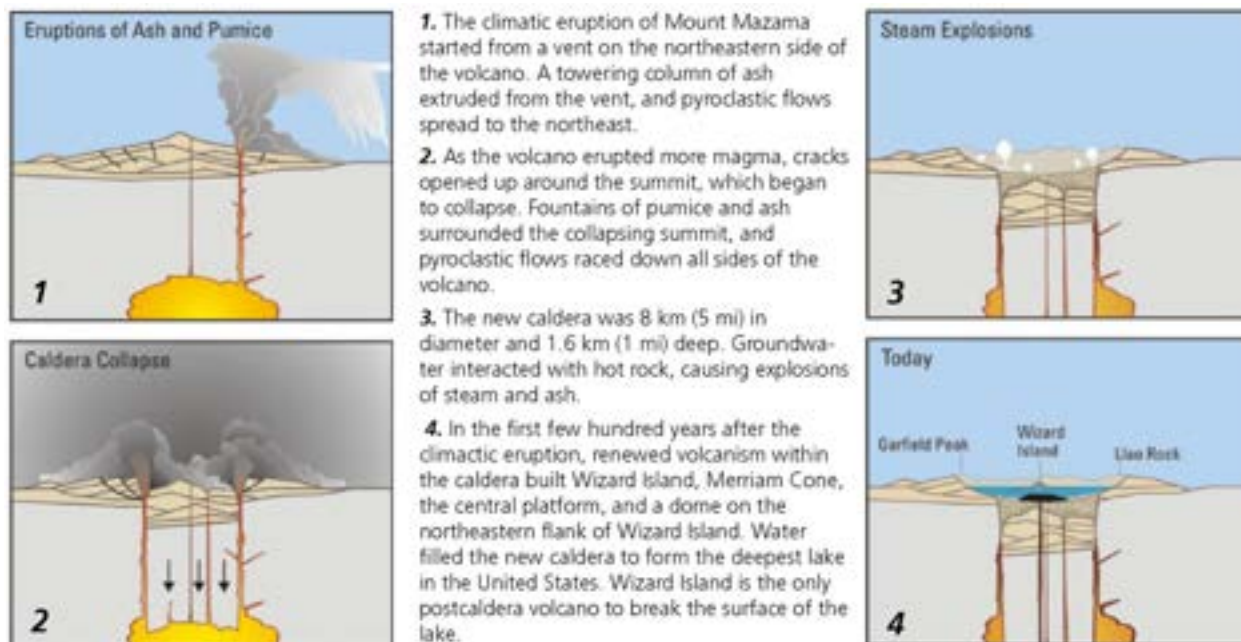 Eruptions of Ash and Pumice
1
Caldera Collapse
2
1. The climatic eruption of Mount Mazama
started from a vent on the northeastern side of
the volcano. A towering column of ash
extruded from the vent, and pyroclastic flows
spread to the northeast.
2. As the volcano erupted more magma, cracks
opened up around the summit, which began
to collapse. Fountains of pumice and ash
surrounded the collapsing summit, and
pyroclastic flows raced down all sides of the
volcano.
3. The new caldera was 8 km (5 mi) in
diameter and 1.6 km (1 mi) deep. Groundwa-
ter interacted with hot rock, causing explosions
of steam and ash.
4. In the first few hundred years after the
climactic eruption, renewed volcanism within
the caldera built Wizard Island, Merriam Cone,
the central platform, and a dome on the
northeastern flank of Wizard Island. Water
filled the new caldera to form the deepest lake
in the United States. Wizard Island is the only
postcaldera volcano to break the surface of the
lake.
Steam Explosions
3
Today
Garfield Peak
Wizard
Island
Llao Rock
4